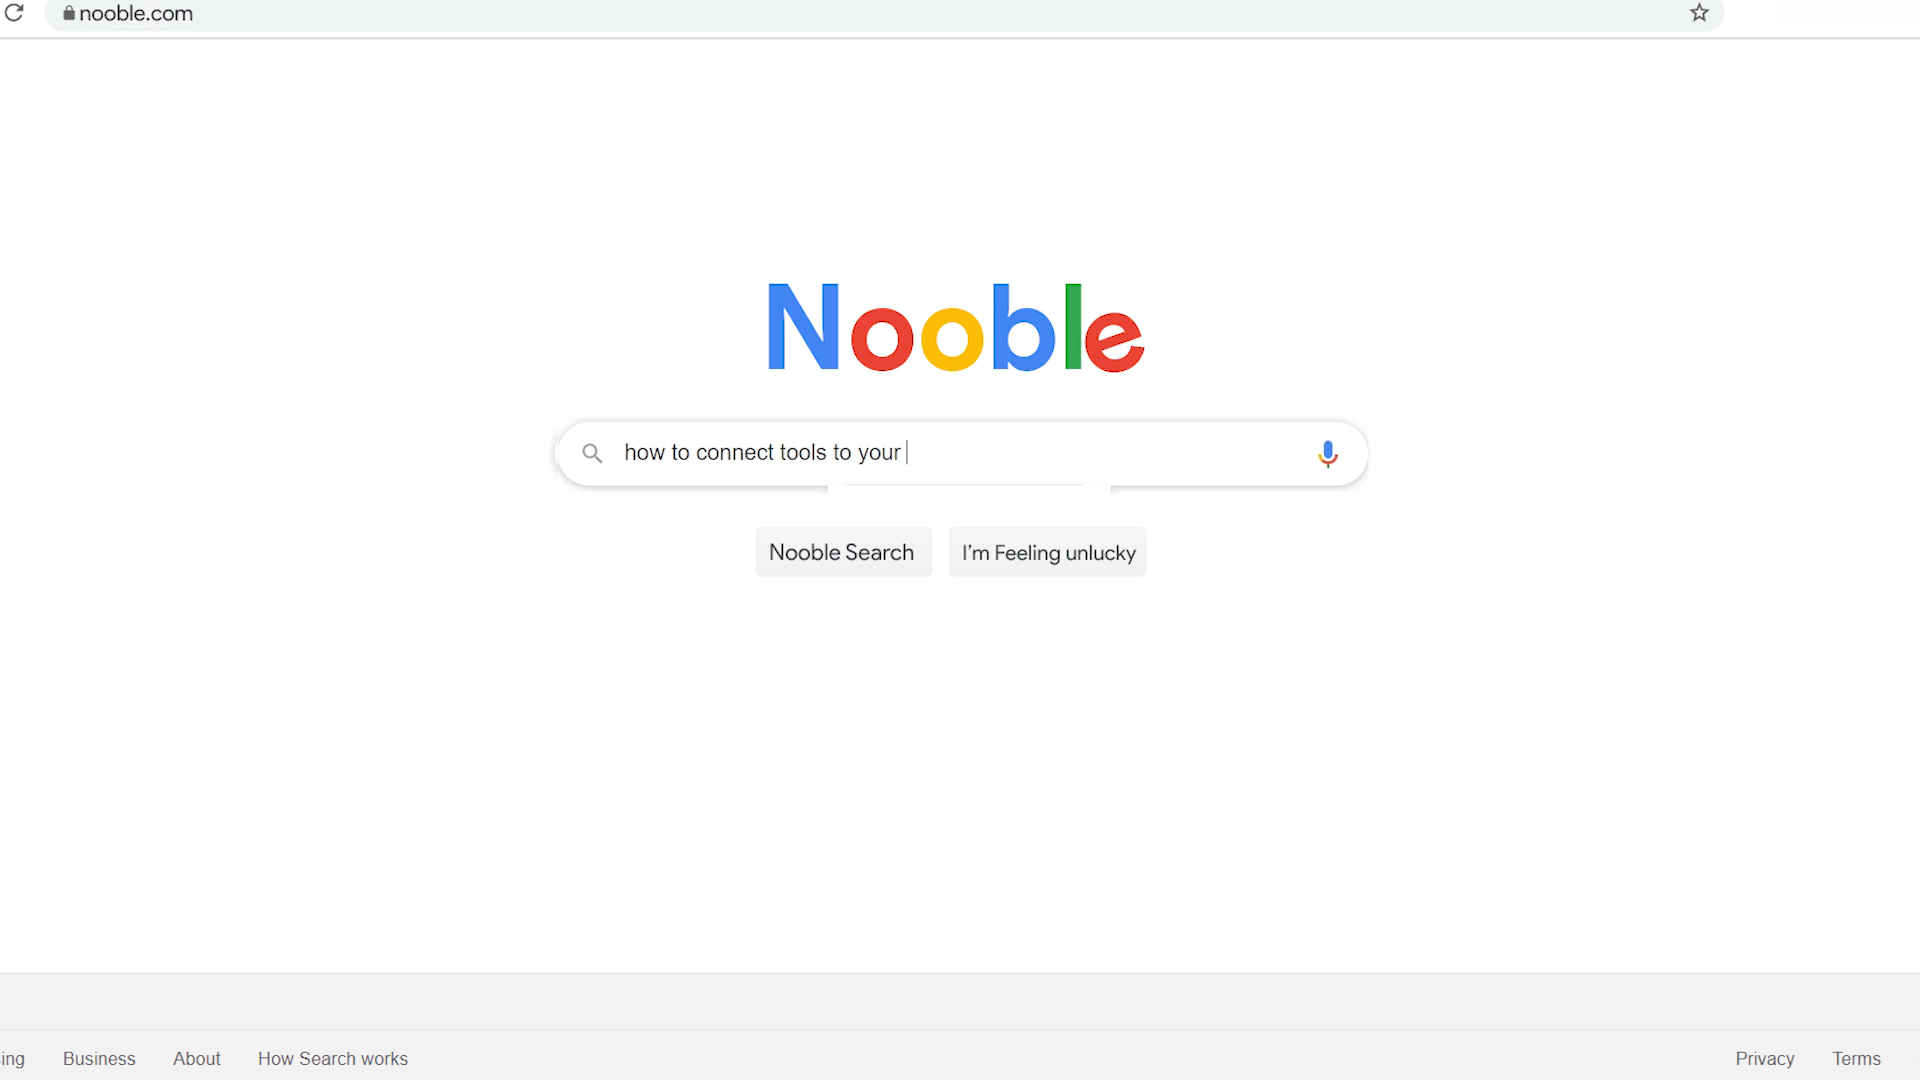 nooble.com
Nooble
how to connect tools to your
Nooble Search
I'm Feeling unlucky
ing
Business
About
How Search works
Privacy
Terms